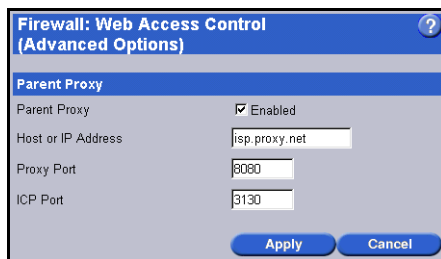 Firewall: Web Access Control
(Advanced Options)
?
Parent Proxy
Parent Proxy Enabled
Host or IP Address isp.proxy.net
Proxy Port 8080
ICP Port 3130
Apply Cancel